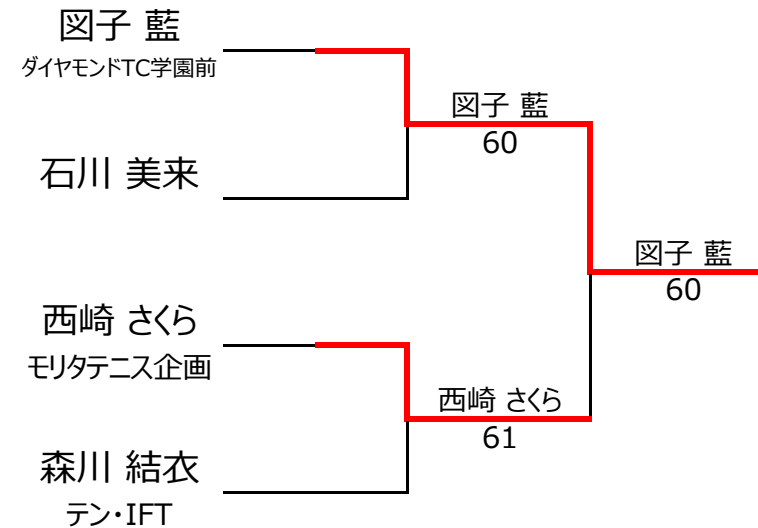 図子 藍
ダイヤモンドTC学園前
石川 美来
西崎 さくら
モリタテニス企画
森川 結衣
テン・IFT
図子 藍
60
西崎 さくら
61
図子 藍
60